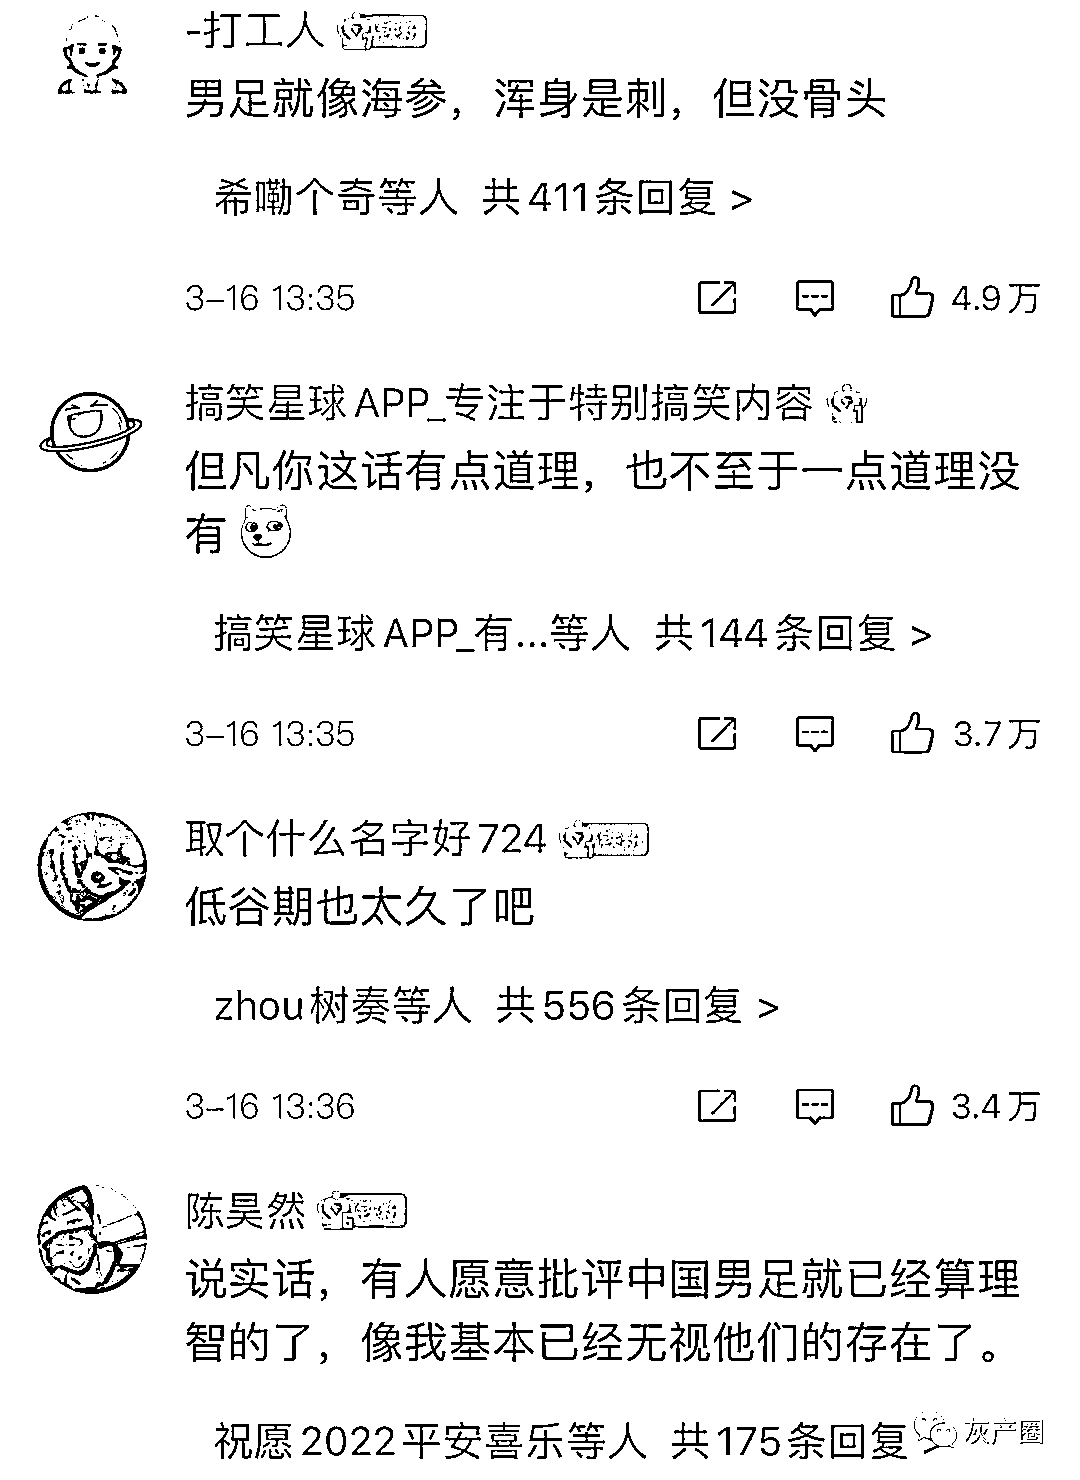 -打工人 铁粉
男足就像海参，浑身是刺，但没骨头
希嘞个奇等人 共411条回复 >
3-16 13:35 4.9万
搞笑星球APP_专注于特别搞笑内容
但凡你这话有点道理，也不至于一点道理没
有
搞笑星球APP_有...等人 共144条回复 >
3-16 13:35 3.7万
取个什么名字好724 铁粉
低谷期也太久了吧
zhou树奏等人 共556条回复 >
3-16 13:36 3.4万
陈昊然 铁粉
说实话，有人愿意批评中国男足就已经算理
智的了，像我基本已经无视他们的存在了。
祝愿2022平安喜乐等人 共175条回复 >
灰产圈